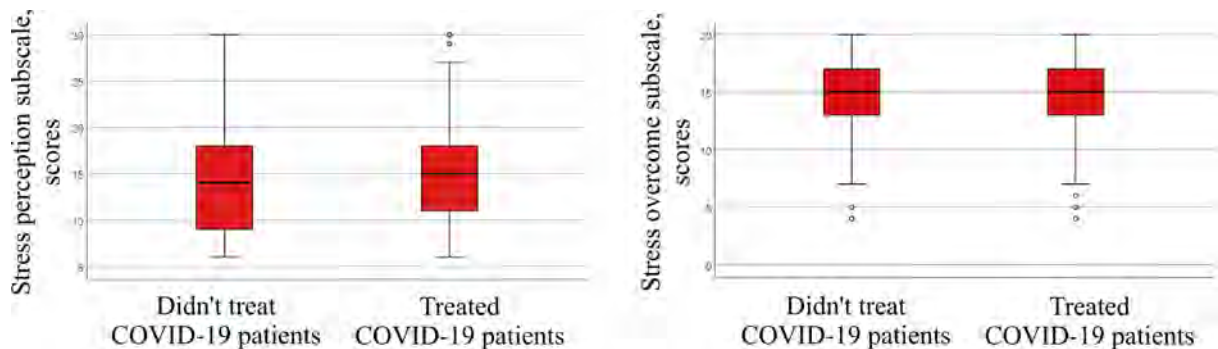 Stress perception subscale,
scores
30
25
20
15
10
5
Didn't treat
COVID-19 patients
Treated
COVID-19 patients
Stress overcome subscale,
scores
20
15
10
5
0
Didn't treat
COVID-19 patients
Treated
COVID-19 patients